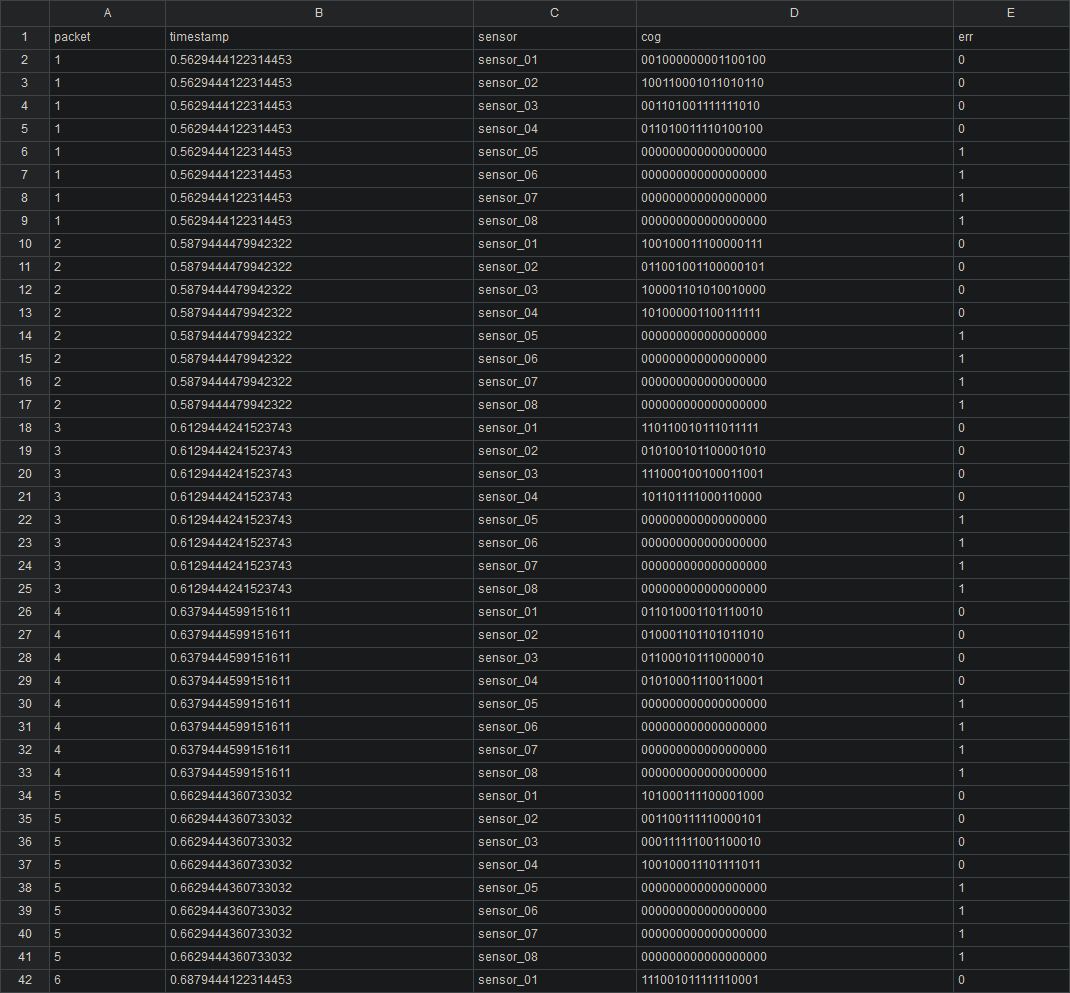 A B C D E
1 packet timestamp sensor cog err
2 1 0.5629444122314453 sensor_01 001000000001100100 0
3 1 0.5629444122314453 sensor_02 100110001011010110 0
4 1 0.5629444122314453 sensor_03 001101001111111010 0
5 1 0.5629444122314453 sensor_04 011010011110100100 0
6 1 0.5629444122314453 sensor_05 000000000000000000 1
7 1 0.5629444122314453 sensor_06 000000000000000000 1
8 1 0.5629444122314453 sensor_07 000000000000000000 1
9 1 0.5629444122314453 sensor_08 000000000000000000 1
10 2 0.5879444479942322 sensor_01 100100011100000111 0
11 2 0.5879444479942322 sensor_02 011001001100000101 0
12 2 0.5879444479942322 sensor_03 100001101010010000 0
13 2 0.5879444479942322 sensor_04 101000001100111111 0
14 2 0.5879444479942322 sensor_05 000000000000000000 1
15 2 0.5879444479942322 sensor_06 000000000000000000 1
16 2 0.5879444479942322 sensor_07 000000000000000000 1
17 2 0.5879444479942322 sensor_08 000000000000000000 1
18 3 0.6129444241523743 sensor_01 110110010111011111 0
19 3 0.6129444241523743 sensor_02 010100101100001010 0
20 3 0.6129444241523743 sensor_03 111000100100011001 0
21 3 0.6129444241523743 sensor_04 101101111000110000 0
22 3 0.6129444241523743 sensor_05 000000000000000000 1
23 3 0.6129444241523743 sensor_06 000000000000000000 1
24 3 0.6129444241523743 sensor_07 000000000000000000 1
25 3 0.6129444241523743 sensor_08 000000000000000000 1
26 4 0.6379444599151611 sensor_01 011010001101110010 0
27 4 0.6379444599151611 sensor_02 010001101101011010 0
28 4 0.6379444599151611 sensor_03 011000101110000010 0
29 4 0.6379444599151611 sensor_04 010100011100110001 0
30 4 0.6379444599151611 sensor_05 000000000000000000 1
31 4 0.6379444599151611 sensor_06 000000000000000000 1
32 4 0.6379444599151611 sensor_07 000000000000000000 1
33 4 0.6379444599151611 sensor_08 000000000000000000 1
34 5 0.6629444360733032 sensor_01 101000111100001000 0
35 5 0.6629444360733032 sensor_02 001100111110000101 0
36 5 0.6629444360733032 sensor_03 000111111001100010 0
37 5 0.6629444360733032 sensor_04 100100011101111011 0
38 5 0.6629444360733032 sensor_05 000000000000000000 1
39 5 0.6629444360733032 sensor_06 000000000000000000 1
40 5 0.6629444360733032 sensor_07 000000000000000000 1
41 5 0.6629444360733032 sensor_08 000000000000000000 1
42 6 0.6879444122314453 sensor_01 111001011111110001 0